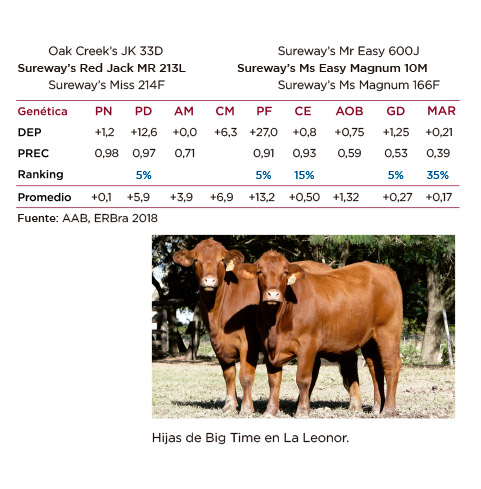 Oak Creek's JK 33D Sureway's Mr Easy 600J
Sureway's Red Jack MR 213L Sureway's Ms Easy Magnum 10M
Sureway's Miss 214F Sureway's Ms Magnum 166F
Genética PN PD AM CM PF CE AOB GD MAR
DEP +1,2 +12,6 +0,0 +6,3 +27,0 +0,8 +0,75 +1,25 +0,21
PREC 0,98 0,97 0,71 0,91 0,93 0,59 0,53 0,39
Ranking 5% 5% 15% 5% 35%
Promedio +0,1 +5,9 +3,9 +6,9 +13,2 +0,50 +1,32 +0,27 +0,17
Fuente: AAB, ERBra 2018
Hijas de Big Time en La Leonor.